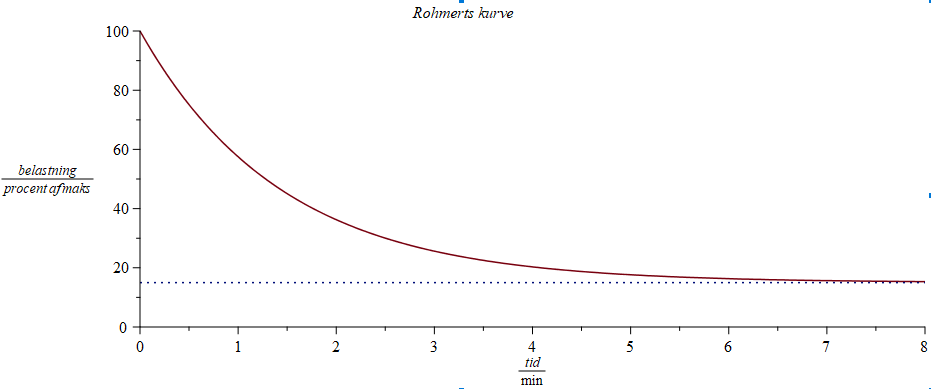 Rohmerts kurve
100
80
60
belastning
procent af maks
40
20
0
0 1 2 3 4 5 6 7 8
tid
min